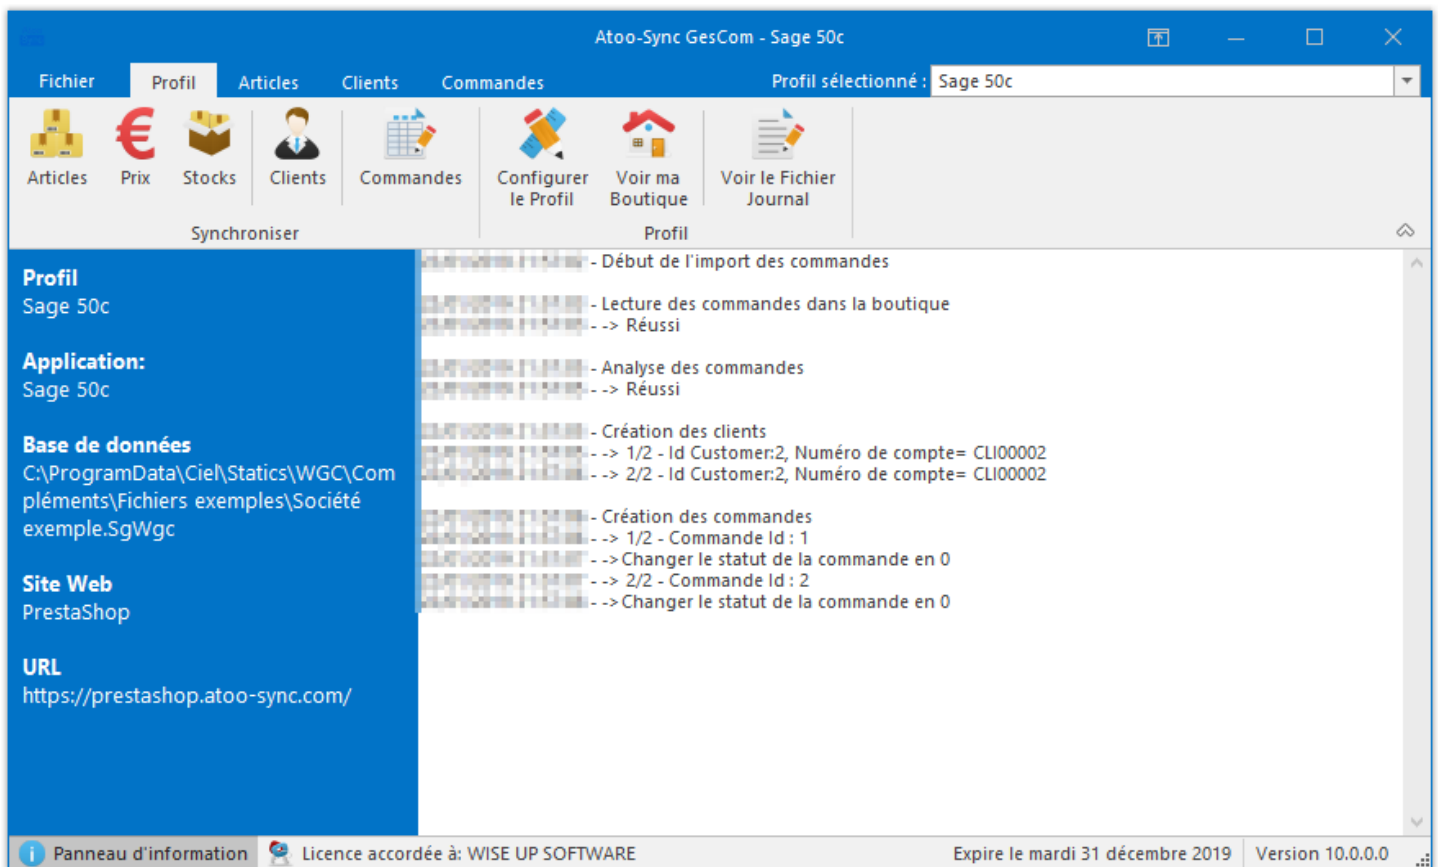 Atoo-Sync GesCom - Sage 50c
Fichier Profil Articles Clients Commandes Profil sélectionné : Sage 50c
Articles Prix Stocks Clients Commandes Configurer le Profil Voir ma Boutique Voir le Fichier Journal
Synchroniser Profil
Profil
Sage 50c
Application:
Sage 50c
Base de données
C:\ProgramData\Ciel\Statics\WGC\Com
pléments\Fichiers exemples\Société
exemple.SgWgc
Site Web
PrestaShop
URL
https://prestashop.atoo-sync.com/
- Début de l'import des commandes
- Lecture des commandes dans la boutique
- --> Réussi
- Analyse des commandes
- --> Réussi
- Création des clients
- --> 1/2 - Id Customer:2, Numéro de compte= CLI00002
- --> 2/2 - Id Customer:2, Numéro de compte= CLI00002
- Création des commandes
- --> 1/2 - Commande Id : 1
- -->Changer le statut de la commande en 0
- --> 2/2 - Commande Id : 2
- -->Changer le statut de la commande en 0
Panneau d'information Licence accordée à: WISE UP SOFTWARE Expire le mardi 31 décembre 2019 Version 10.0.0.0